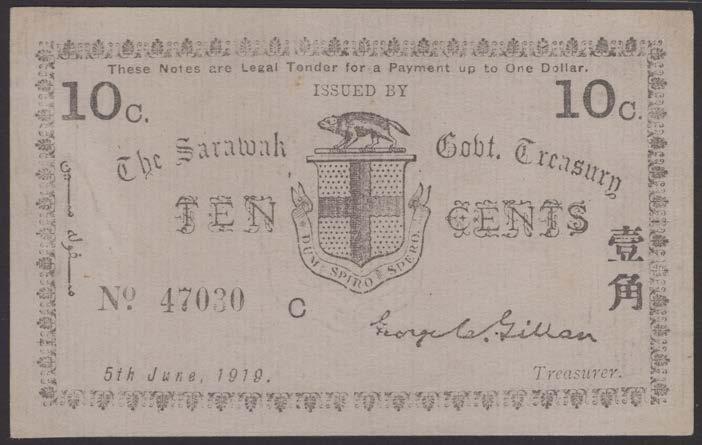 These Notes are Legal Tender for a Payment up to One Dollar.
ISSUED BY
10C. 10C.
The Sarawak Govt. Treasury
TEN CENTS
DUM SPIRO SPERO.
壹角
Nº 47030 C
George C. Gillan
5th June, 1919. Treasurer.